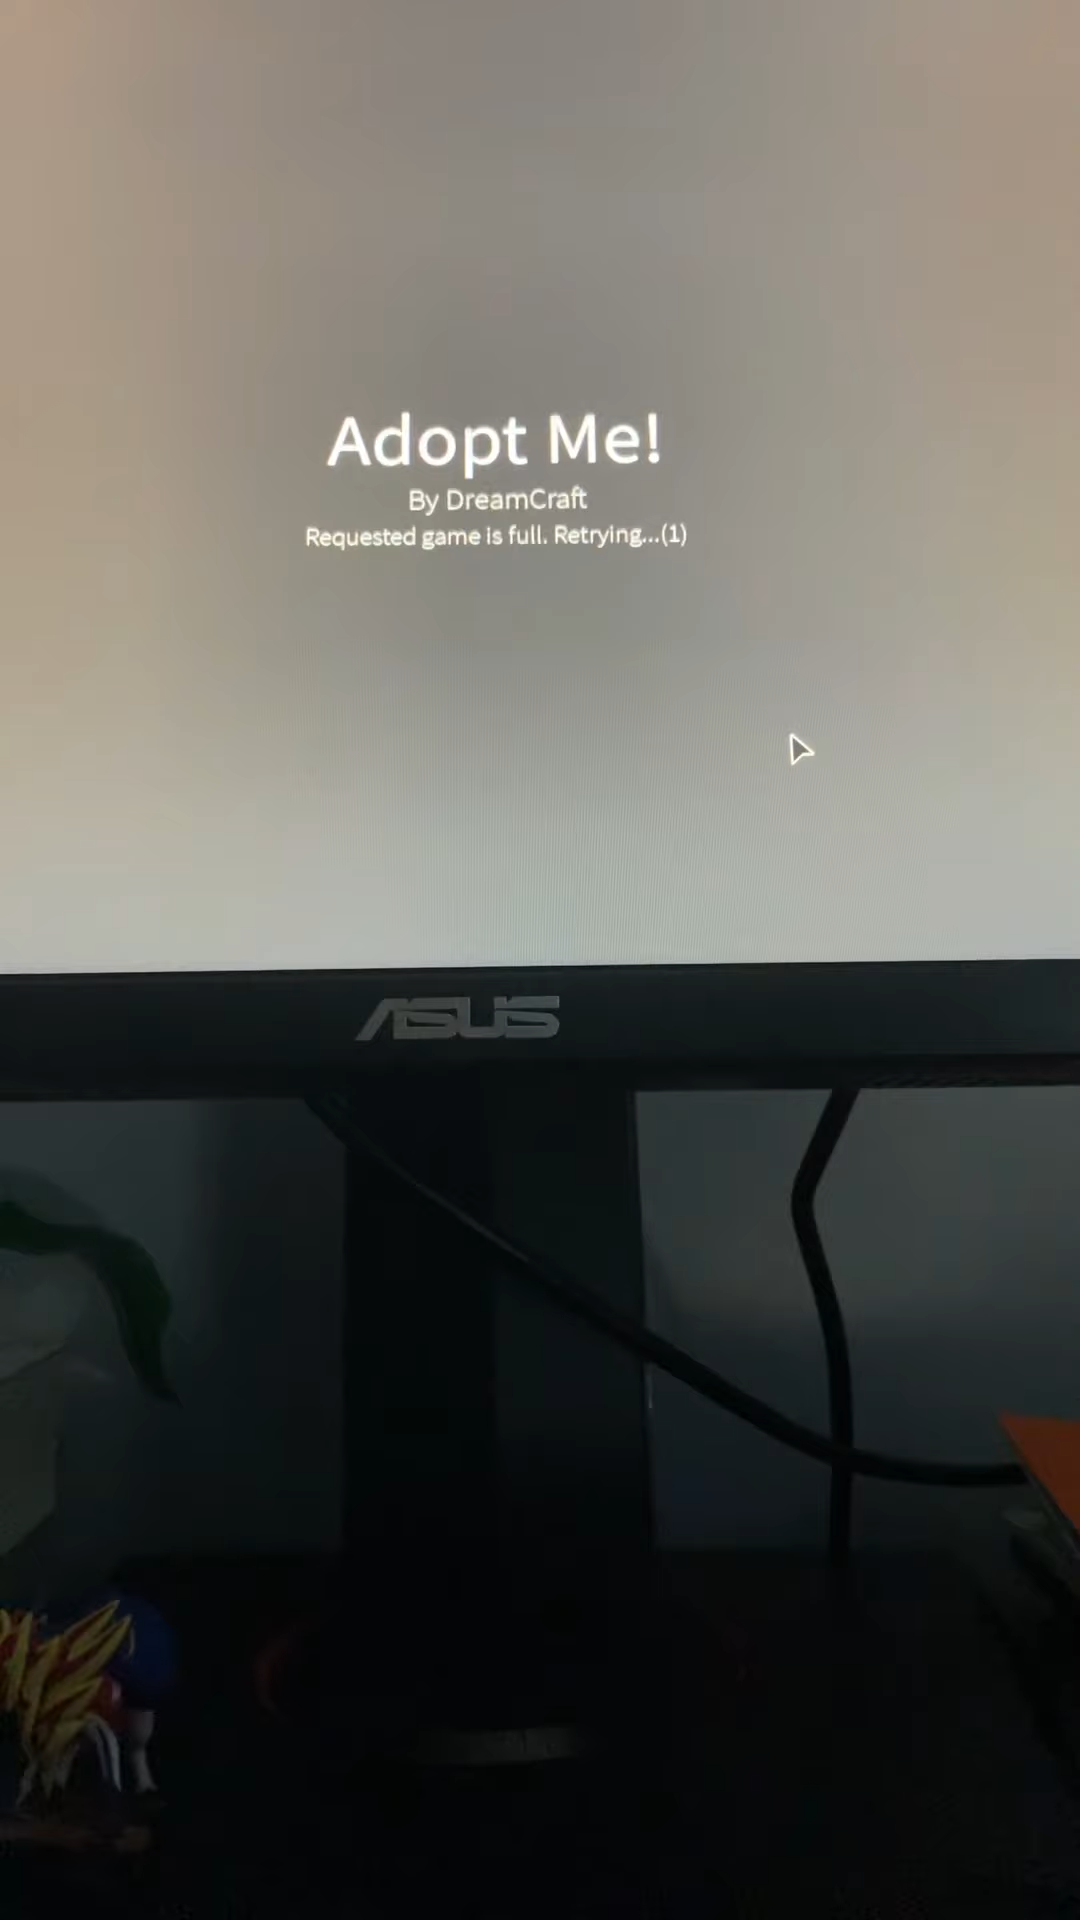 Adopt Me!
By DreamCraft
Requested game is full. Retrying...(1)
ASUS